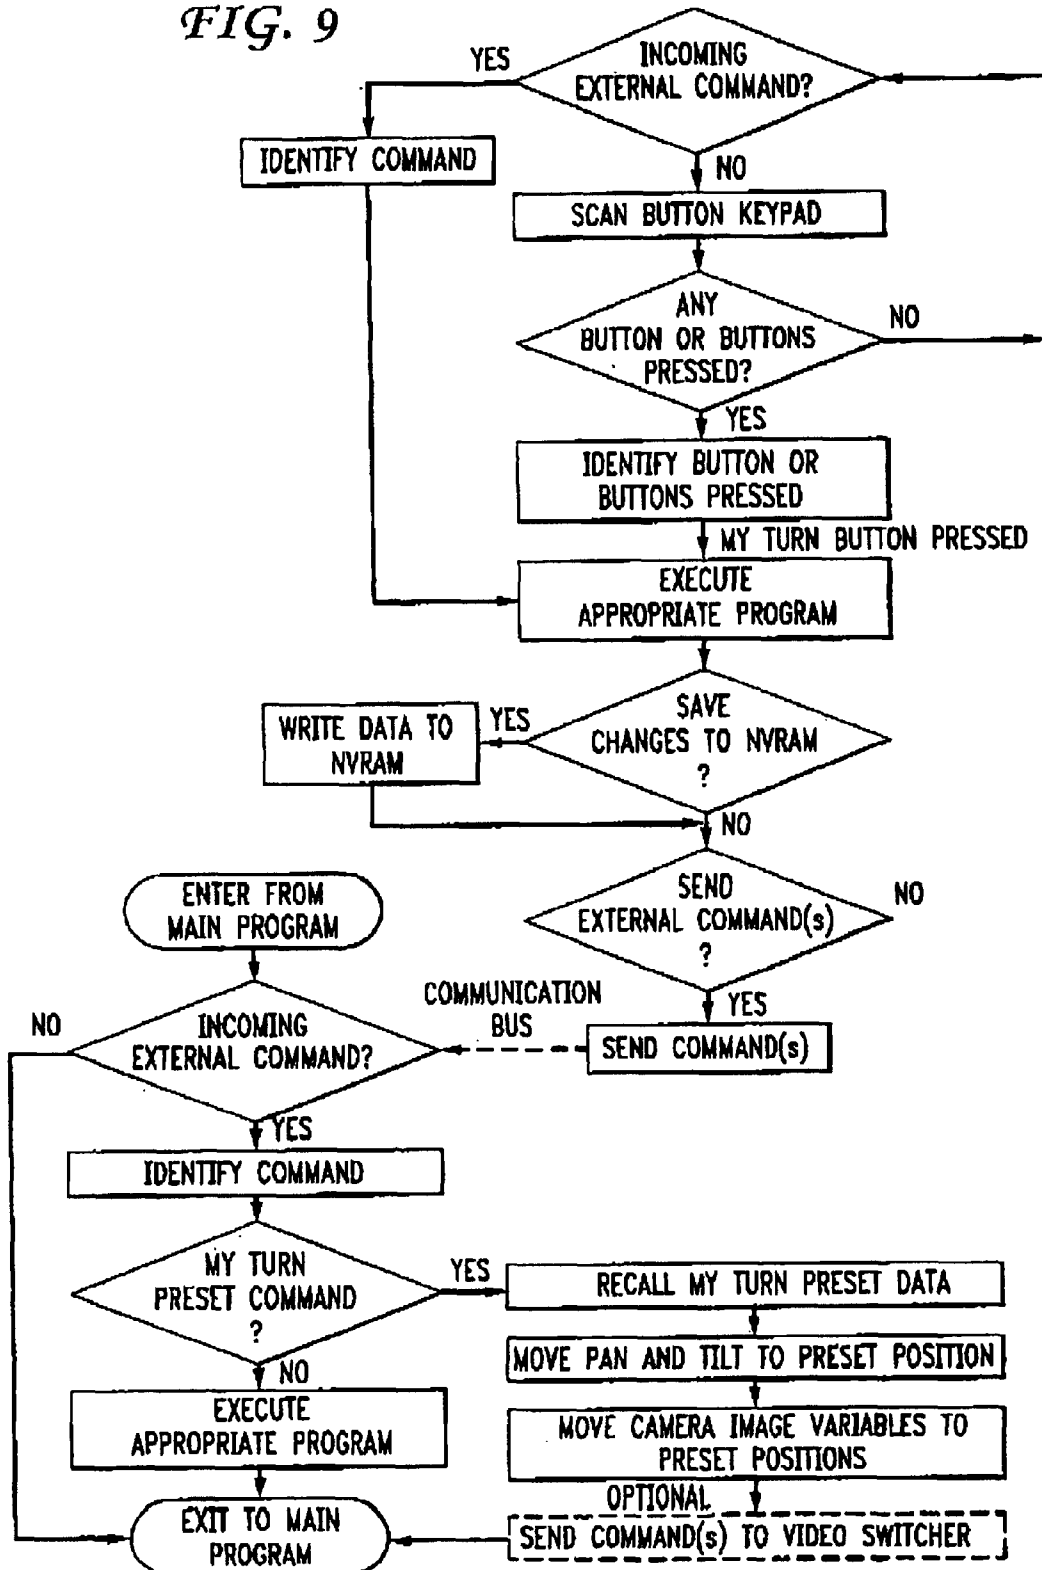 FIG. 9
YES
INCOMING
EXTERNAL COMMAND?
IDENTIFY COMMAND
NO
SCAN BUTTON KEYPAD
ANY
BUTTON OR BUTTONS
PRESSED?
NO
YES
IDENTIFY BUTTON OR
BUTTONS PRESSED
MY TURN BUTTON PRESSED
EXECUTE
APPROPRIATE PROGRAM
SAVE
CHANGES TO NVRAM
?
YES
WRITE DATA TO
NVRAM
NO
SEND
EXTERNAL COMMAND(s)
?
NO
ENTER FROM
MAIN PROGRAM
YES
COMMUNICATION
BUS
SEND COMMAND(s)
NO
INCOMING
EXTERNAL COMMAND?
YES
IDENTIFY COMMAND
MY TURN
PRESET COMMAND
?
YES
RECALL MY TURN PRESET DATA
MOVE PAN AND TILT TO PRESET POSITION
NO
EXECUTE
APPROPRIATE PROGRAM
MOVE CAMERA IMAGE VARIABLES TO
PRESET POSITIONS
OPTIONAL
SEND COMMAND(s) TO VIDEO SWITCHER
EXIT TO MAIN
PROGRAM